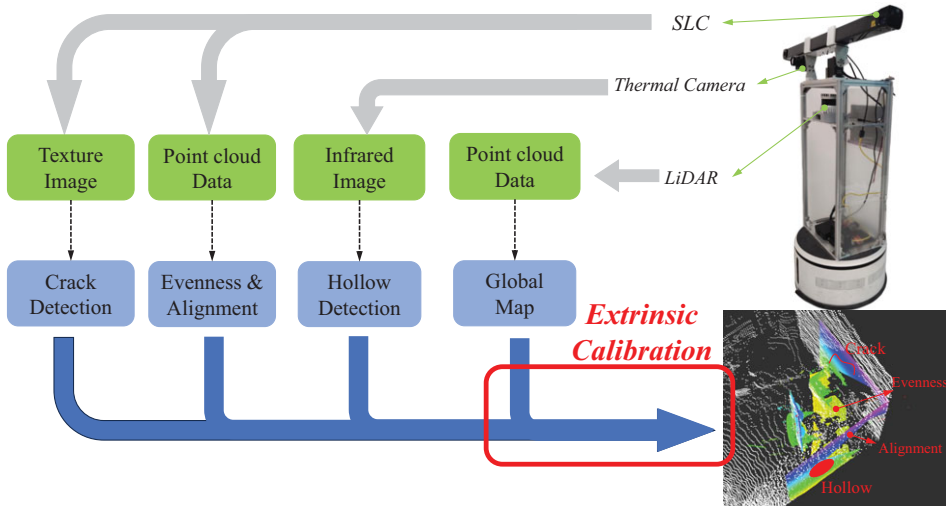 SLC
Thermal Camera
LiDAR
Texture
Image
Point cloud
Data
Infrared
Image
Point cloud
Data
Crack
Detection
Evenness &
Alignment
Hollow
Detection
Global
Map
Extrinsic
Calibration
Crack
Evenness
Alignment
Hollow